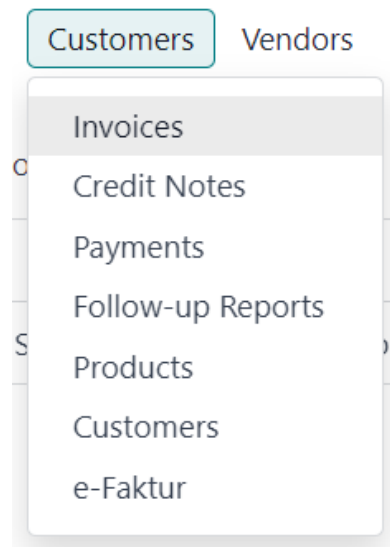 Customers Vendors
Invoices
Credit Notes
Payments
Follow-up Reports
Products
Customers
e-Faktur